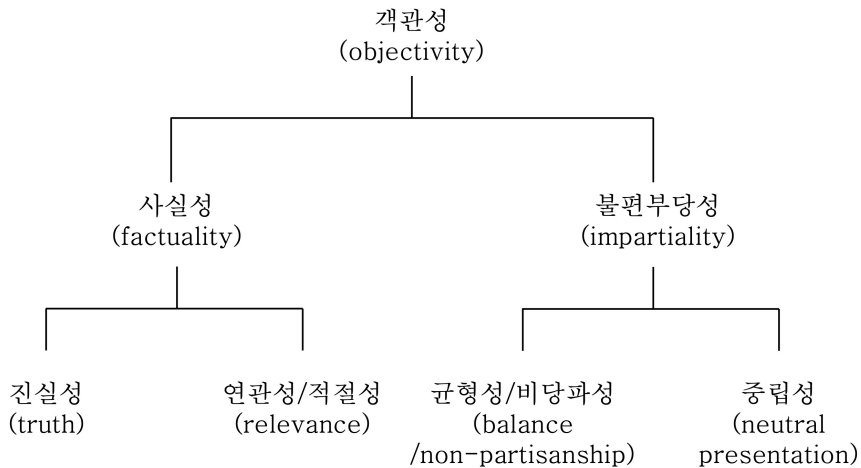 객관성
(objectivity)
사실성
(factuality)
불편부당성
(impartiality)
진실성
(truth)
연관성/적절성
(relevance)
균형성/비당파성
(balance
/non-partisanship)
중립성
(neutral
presentation)